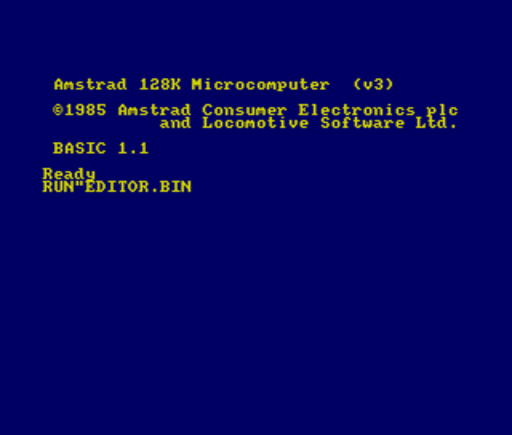 Amstrad 128K Microcomputer  (v3)
©1985 Amstrad Consumer Electronics plc
and Locomotive Software Ltd.
BASIC 1.1
Ready
RUN"EDITOR.BIN